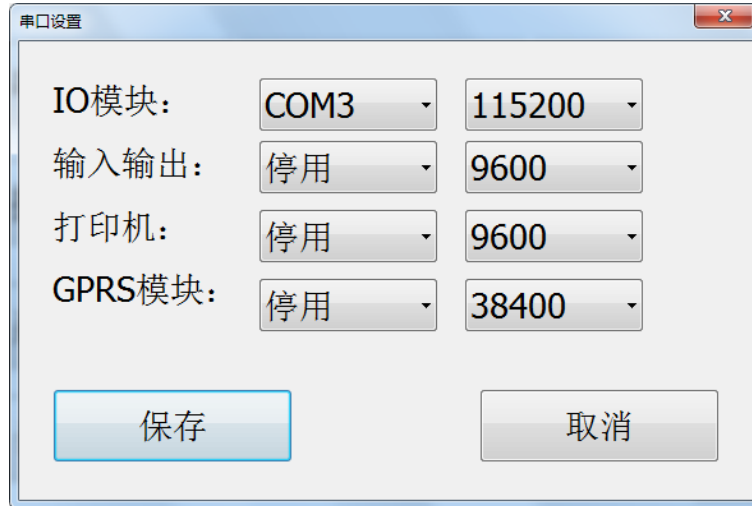 串口设置
IO模块： COM3 115200
输入输出： 停用 9600
打印机： 停用 9600
GPRS模块： 停用 38400
保存 取消